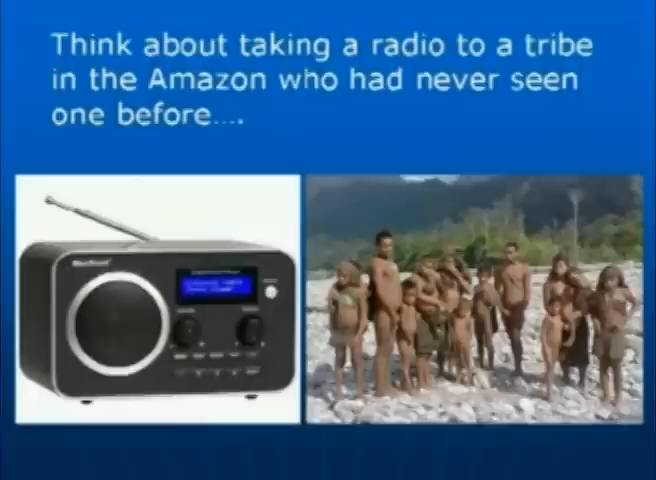 Think about taking a radio to a tribe
in the Amazon who had never seen
one before....